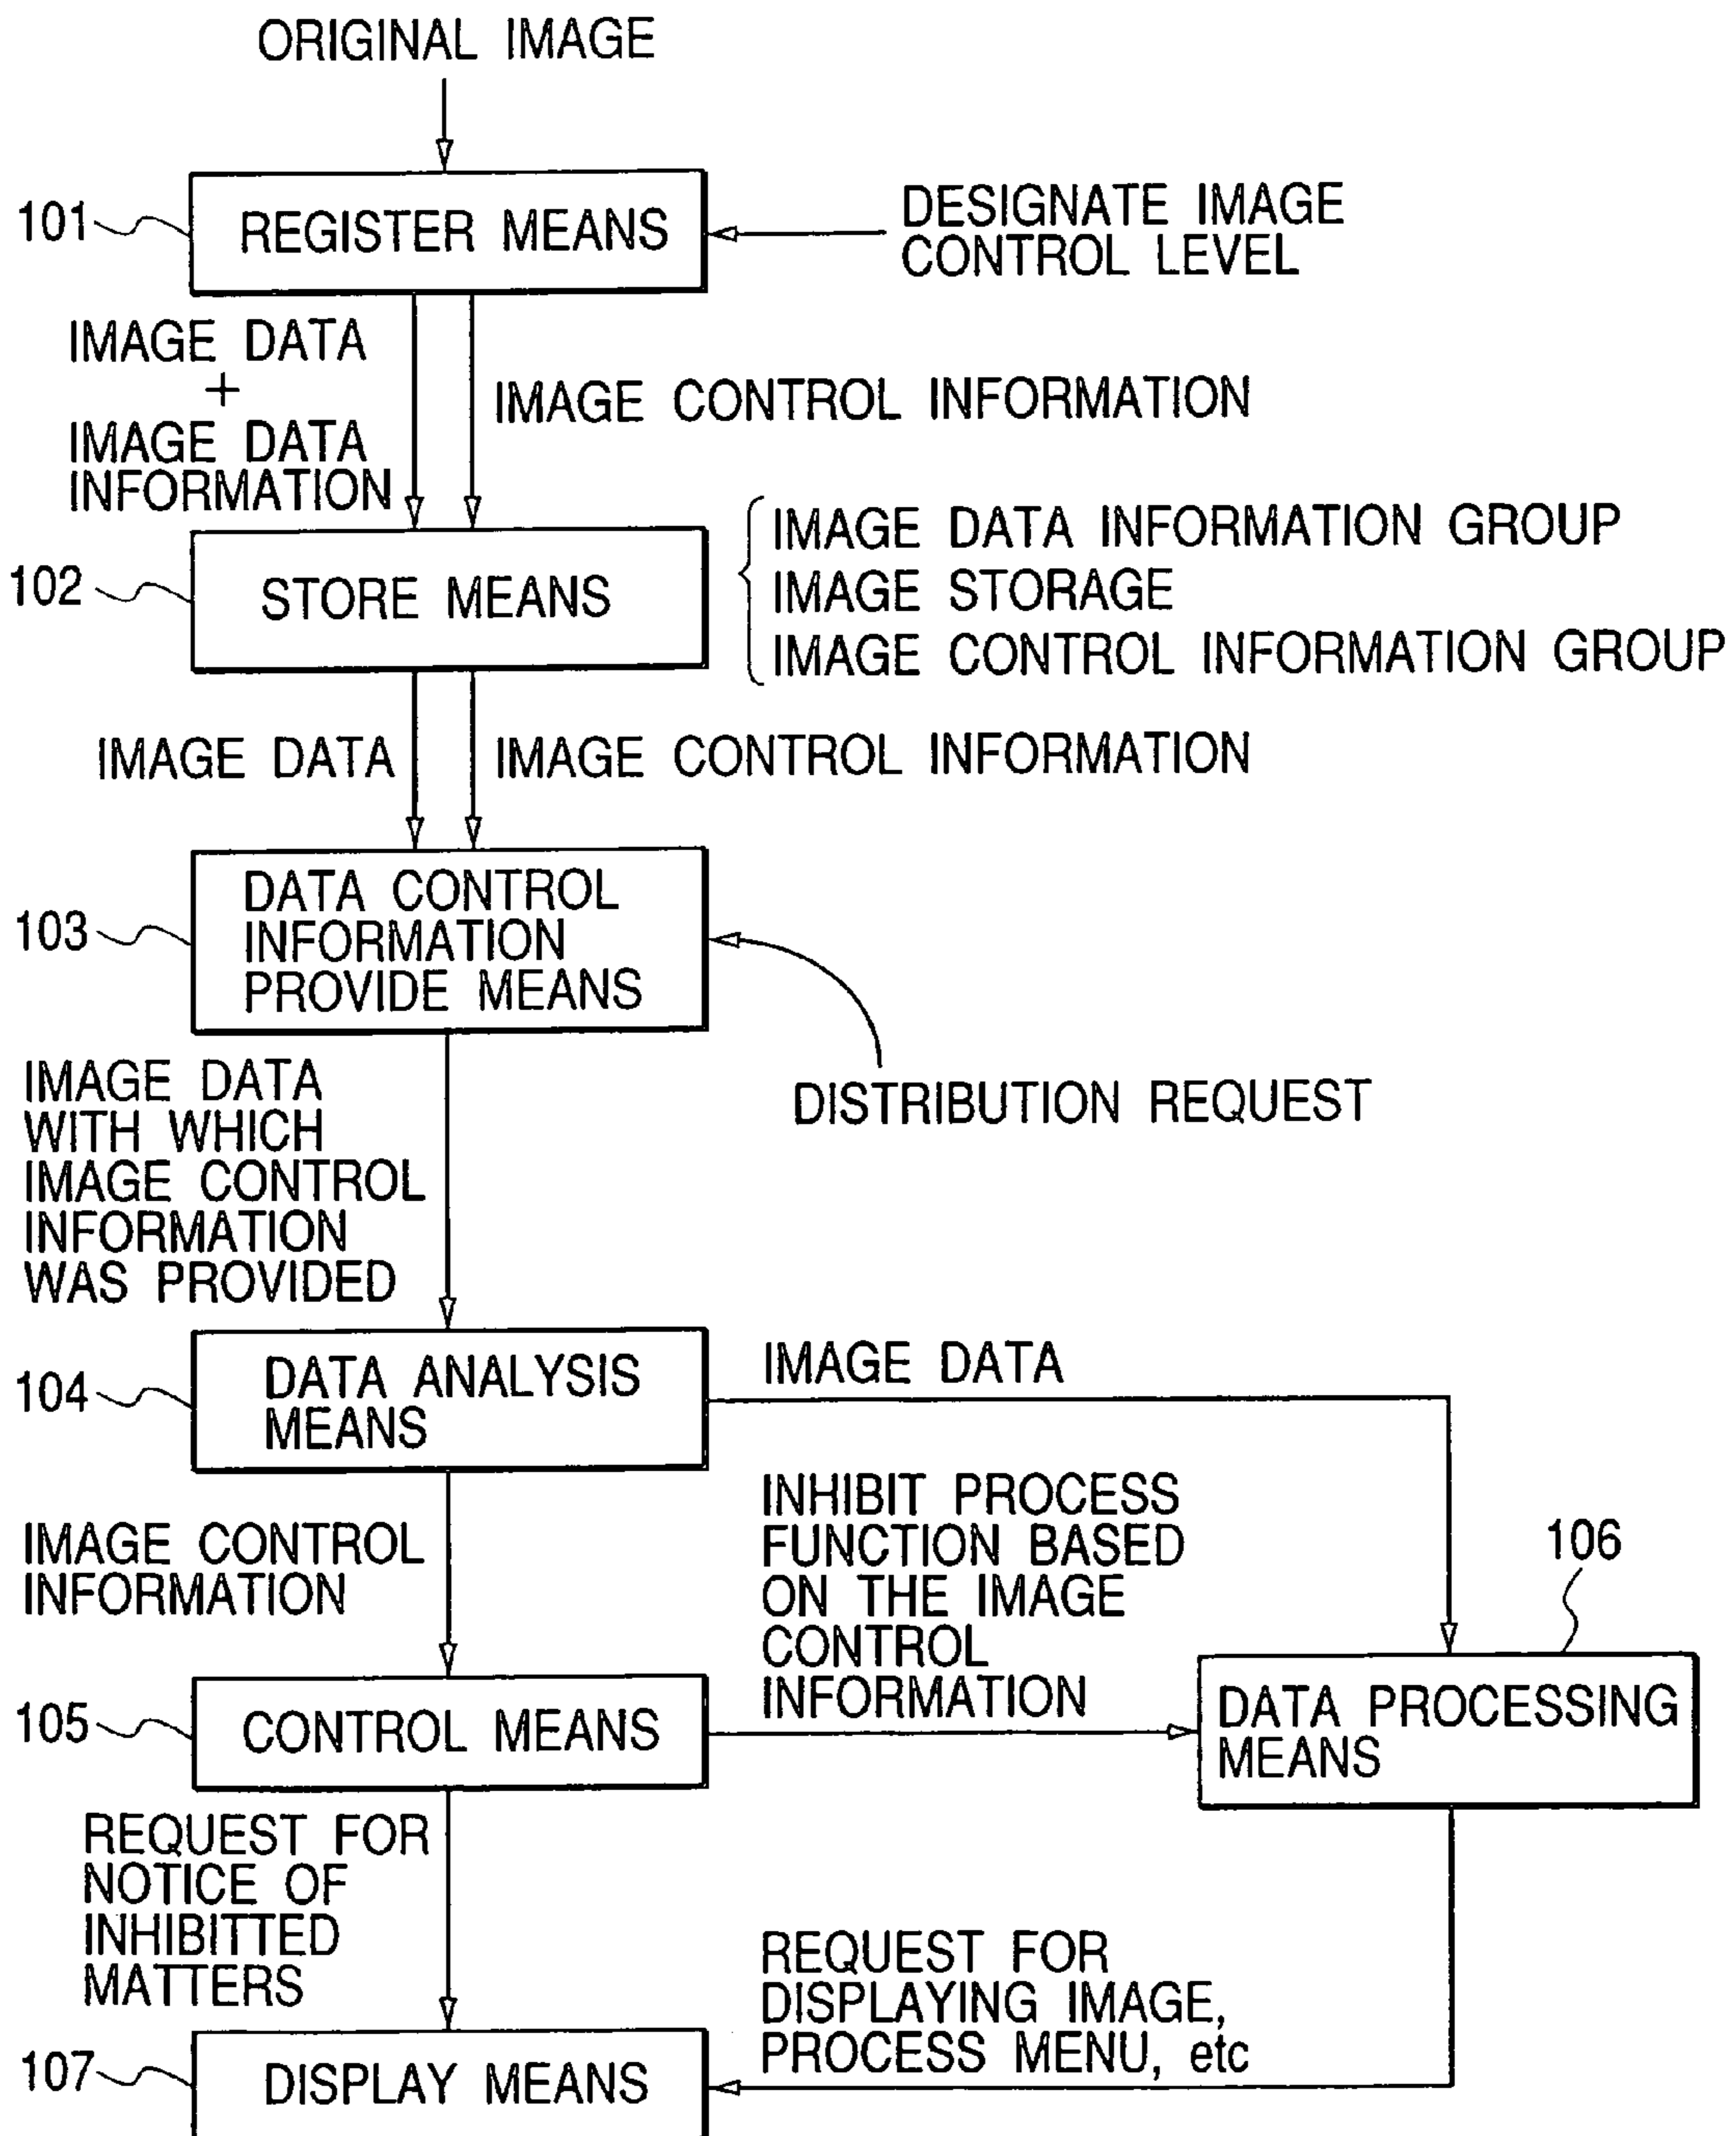 ORIGINAL IMAGE
101
REGISTER MEANS
DESIGNATE IMAGE
CONTROL LEVEL
IMAGE DATA
+
IMAGE DATA
INFORMATION
IMAGE CONTROL INFORMATION
102
STORE MEANS
IMAGE DATA INFORMATION GROUP
IMAGE STORAGE
IMAGE CONTROL INFORMATION GROUP
IMAGE DATA
IMAGE CONTROL INFORMATION
103
DATA CONTROL
INFORMATION
PROVIDE MEANS
DISTRIBUTION REQUEST
IMAGE DATA
WITH WHICH
IMAGE CONTROL
INFORMATION
WAS PROVIDED
104
DATA ANALYSIS
MEANS
IMAGE DATA
IMAGE CONTROL
INFORMATION
INHIBIT PROCESS
FUNCTION BASED
ON THE IMAGE
CONTROL
INFORMATION
106
DATA PROCESSING
MEANS
105
CONTROL MEANS
REQUEST FOR
NOTICE OF
INHIBITTED
MATTERS
REQUEST FOR
DISPLAYING IMAGE,
PROCESS MENU, etc
107
DISPLAY MEANS